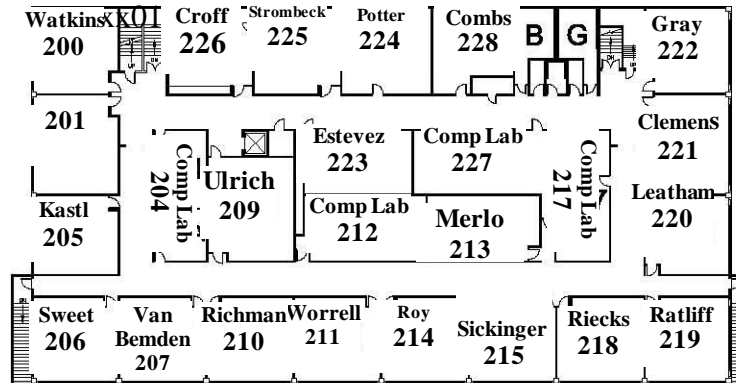 Watkins
200
xx01
Croff
226
Strombeck
225
Potter
224
Combs
228
B
G
Gray
222
201
Comp Lab
204
Ulrich
209
Estevez
223
Comp Lab
227
Comp Lab
217
Clemens
221
Kastl
205
Comp Lab
212
Merlo
213
Leatham
220
Sweet
206
Van
Bemden
207
Richman
210
Worrell
211
Roy
214
Sickinger
215
Riecks
218
Ratliff
219